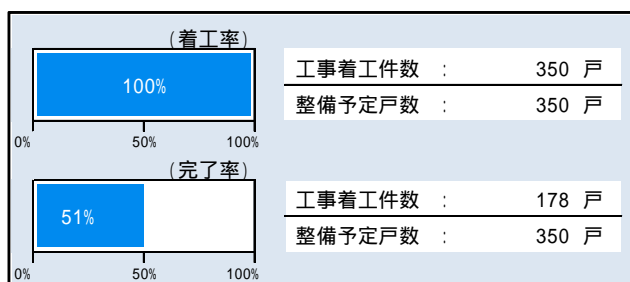 (着工率)
100%
0% 50% 100%
工事着工件数 : 350 戸
整備予定戸数 : 350 戸
(完了率)
51%
0% 50% 100%
工事着工件数 : 178 戸
整備予定戸数 : 350 戸